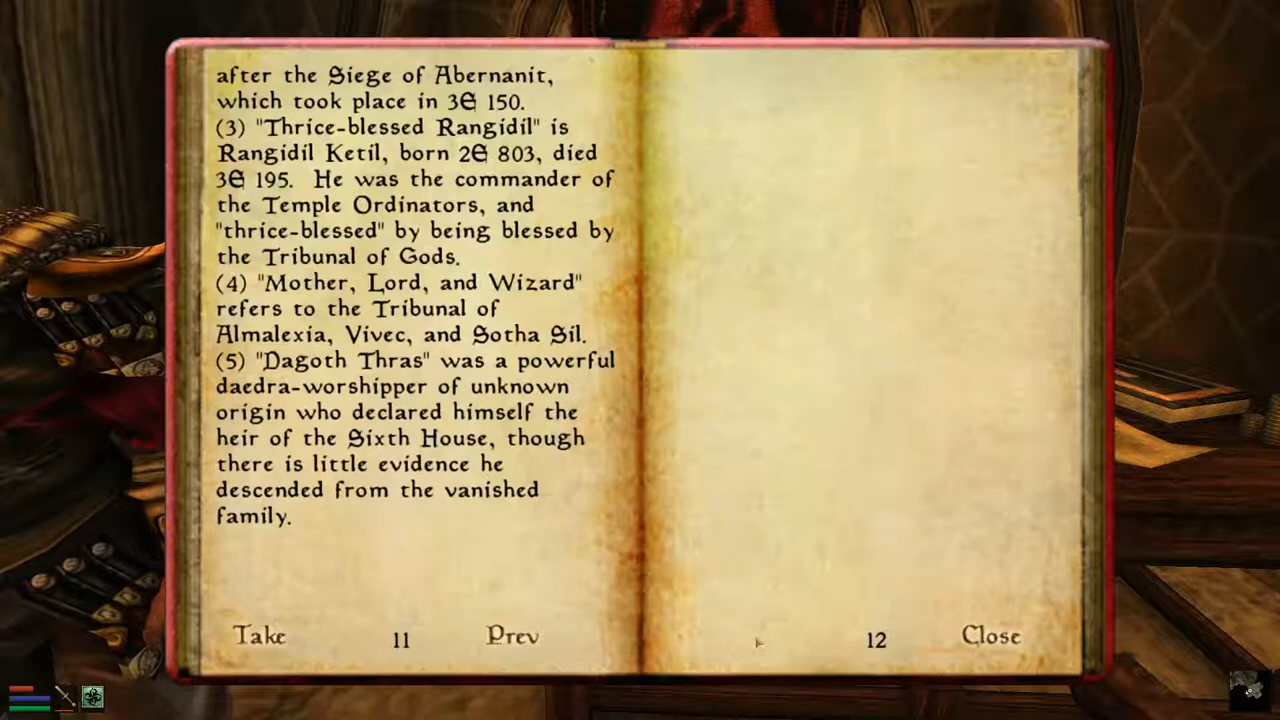 after the Siege of Abernanit,
which took place in 3E 150.
(3) "Thrice-blessed Rangidil" is
Rangidil Ketil, born 2E 803, died
3E 195. He was the commander of
the Temple Ordinators, and
"thrice-blessed" by being blessed by
the Tribunal of Gods.
(4) "Mother, Lord, and Wizard"
refers to the Tribunal of
Almalexia, Vivec, and Sotha Sil.
(5) "Dagoth Thras" was a powerful
daedra-worshipper of unknown
origin who declared himself the
heir of the Sixth House, though
there is little evidence he
descended from the vanished
family.
Take 11 Prev 12 Close